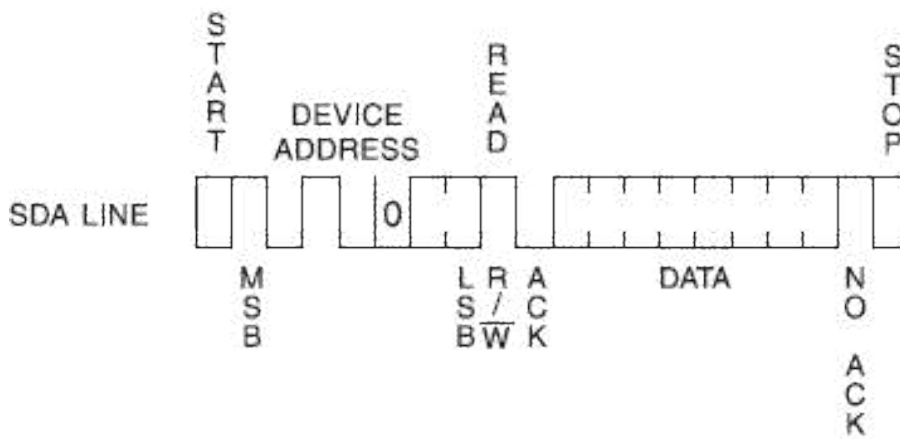 START
DEVICE
ADDRESS
READ
STOP
SDA LINE
0
MSB
LSB
R/W
ACK
DATA
NO ACK